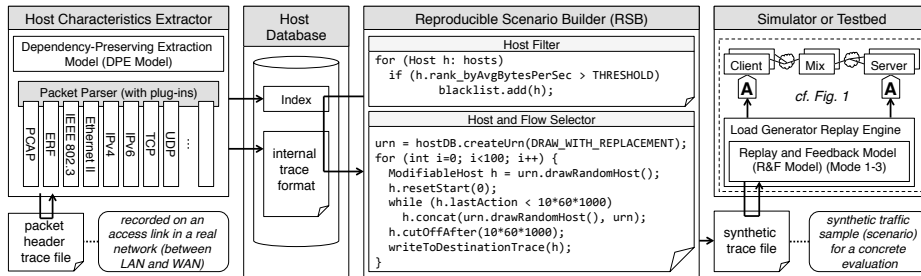 Host Characteristics Extractor
Dependency-Preserving Extraction
Model (DPE Model)
Packet Parser (with plug-ins)
PCAP
ERF
IEEE 802.3
Ethernet II
IPv4
IPv6
TCP
UDP
...
packet
header
trace file
recorded on an
access link in a real
network (between
LAN and WAN)
Host
Database
Index
internal
trace
format
Reproducible Scenario Builder (RSB)
Host Filter
for (Host h: hosts)
if (h.rank_byAvgBytesPerSec > THRESHOLD)
blacklist.add(h);
Host and Flow Selector
urn = hostDB.createUrn(DRAW_WITH_REPLACEMENT);
for (int i=0; i<100; i++) {
ModifiableHost h = urn.drawRandomHost();
h.resetStart(0);
while (h.lastAction < 10*60*1000)
h.concat(urn.drawRandomHost(), urn);
h.cutOffAfter(10*60*1000);
writeToDestinationTrace(h);
}
Simulator or Testbed
Client
Mix
Server
A
A
cf. Fig. 1
Load Generator Replay Engine
Replay and Feedback Model
(R&F Model) (Mode 1-3)
synthetic
trace file
synthetic traffic
sample (scenario)
for a concrete
evaluation